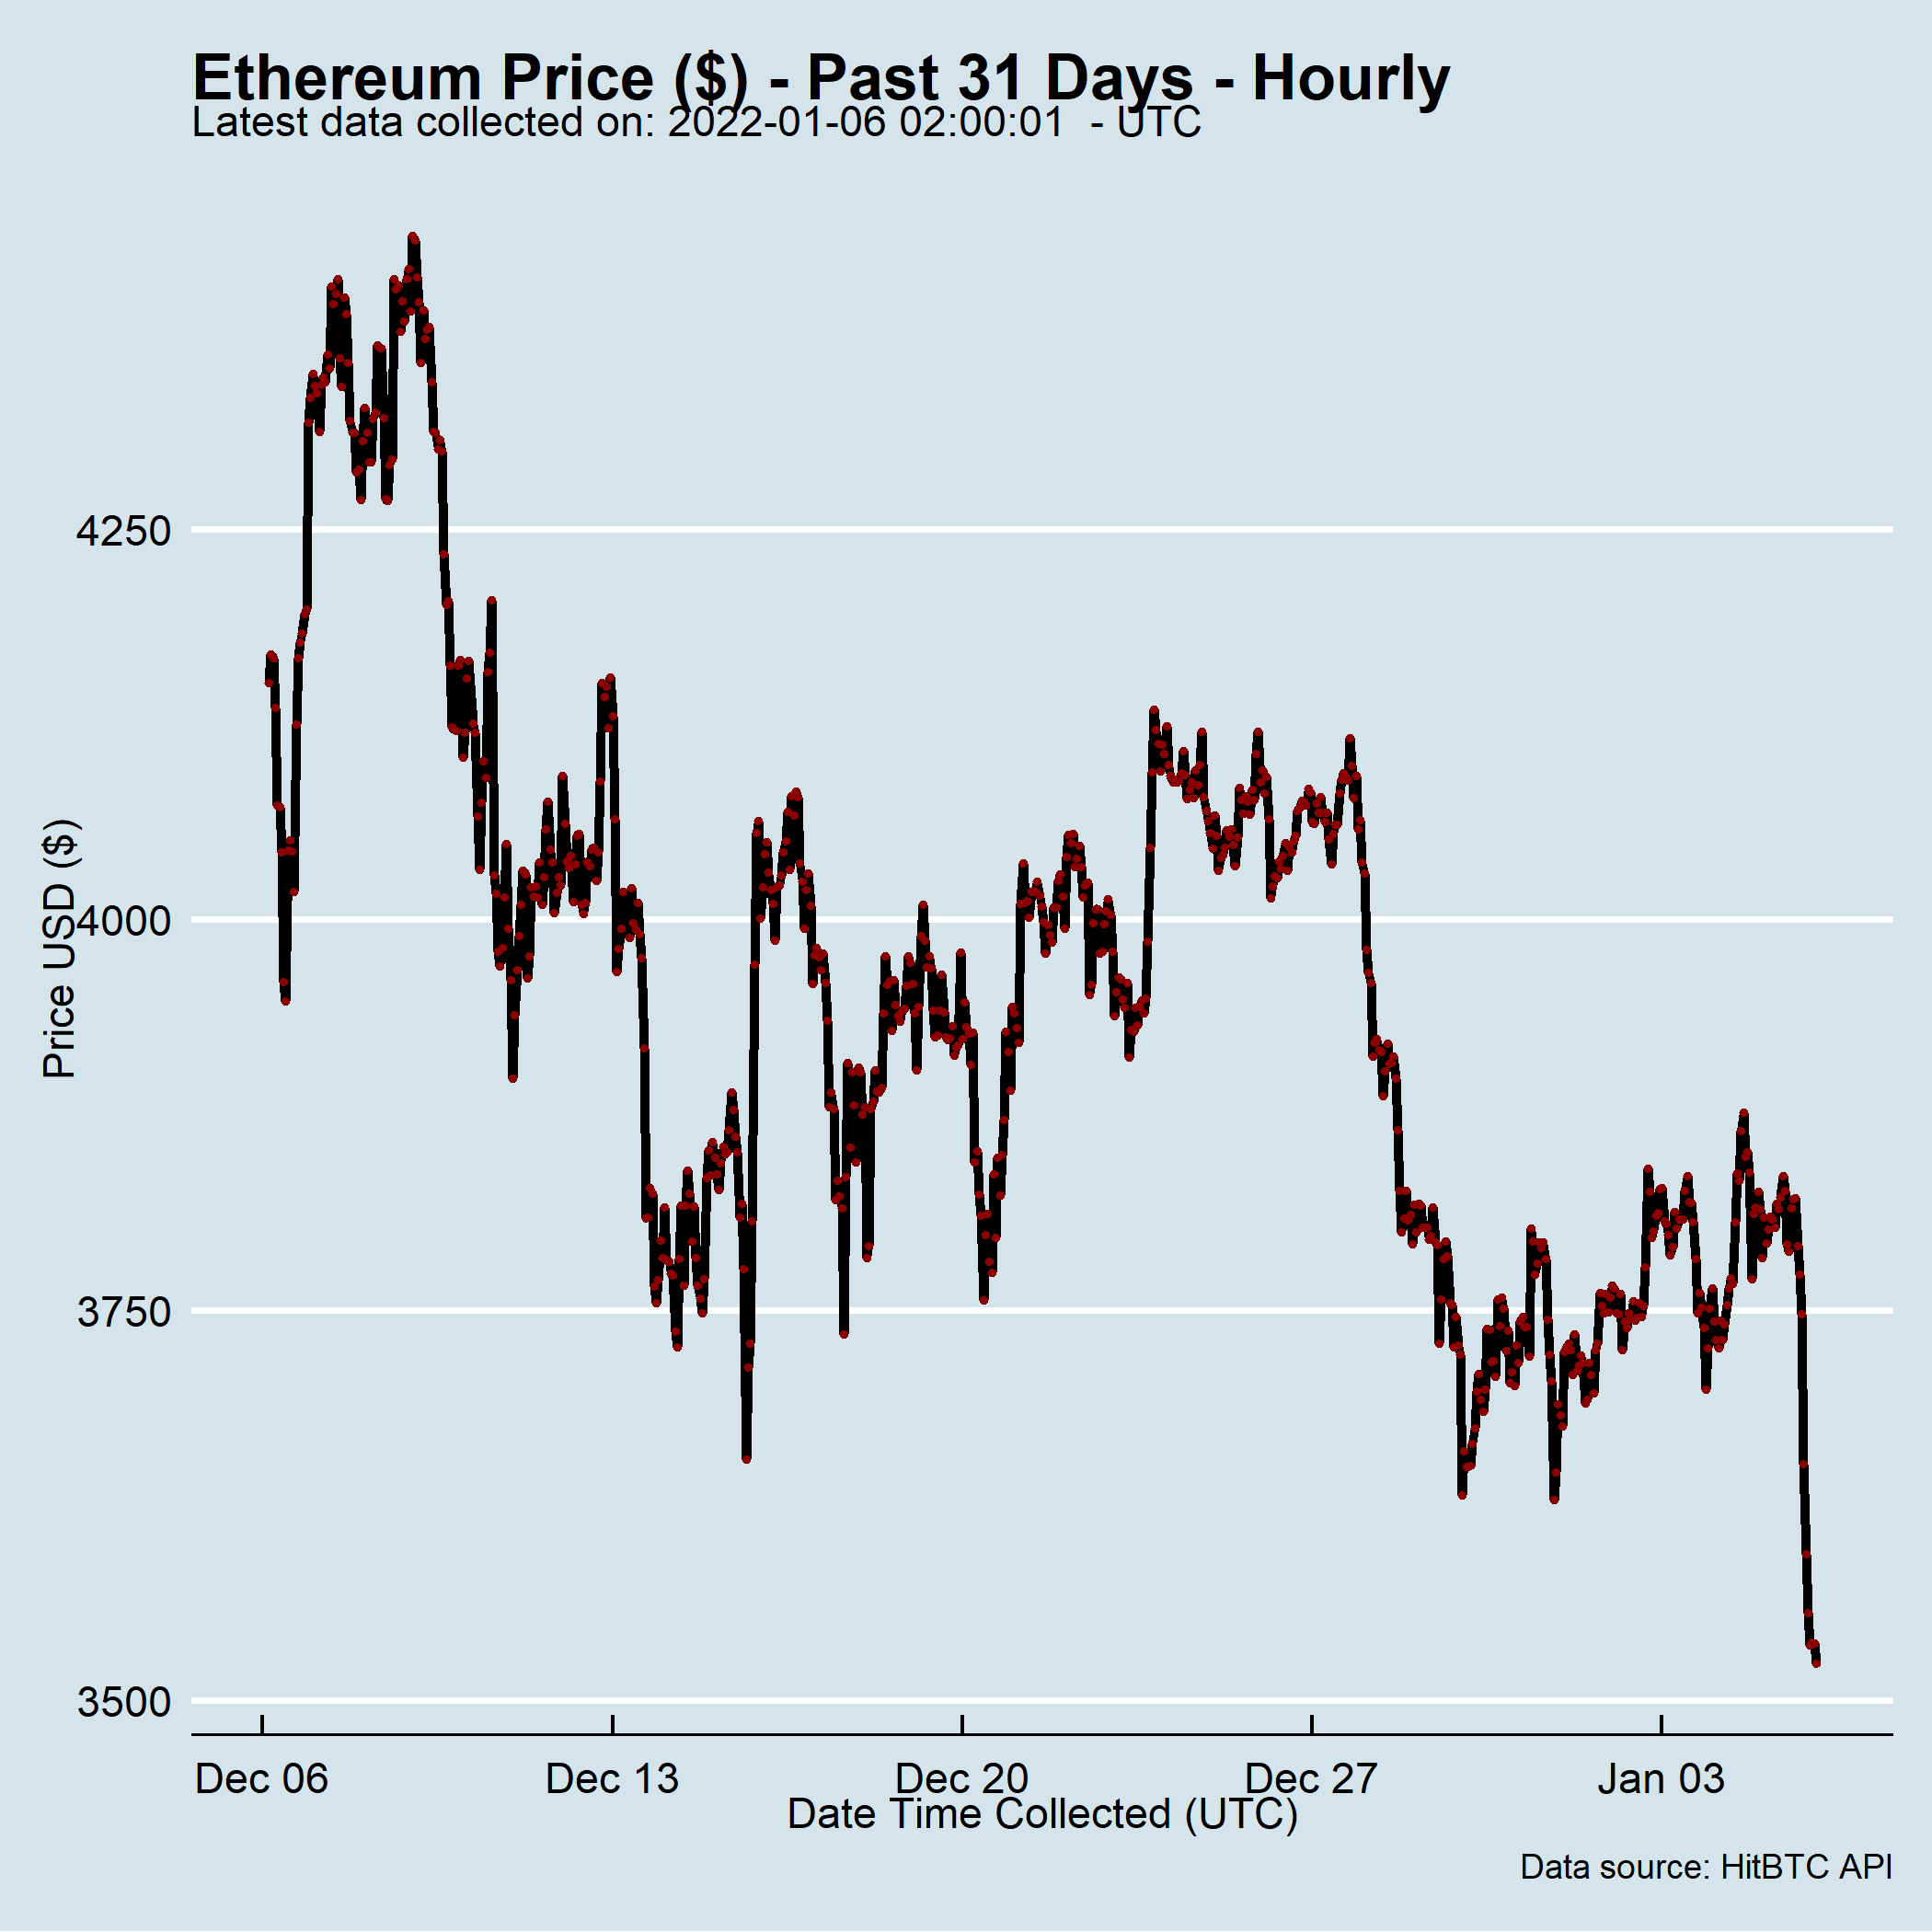 Ethereum Price ($) - Past 31 Days - Hourly
Latest data collected on: 2022-01-06 02:00:01  - UTC
Price USD ($)
4250
4000
3750
3500
Dec 06 Dec 13 Dec 20 Dec 27 Jan 03
Date Time Collected (UTC)
Data source: HitBTC API